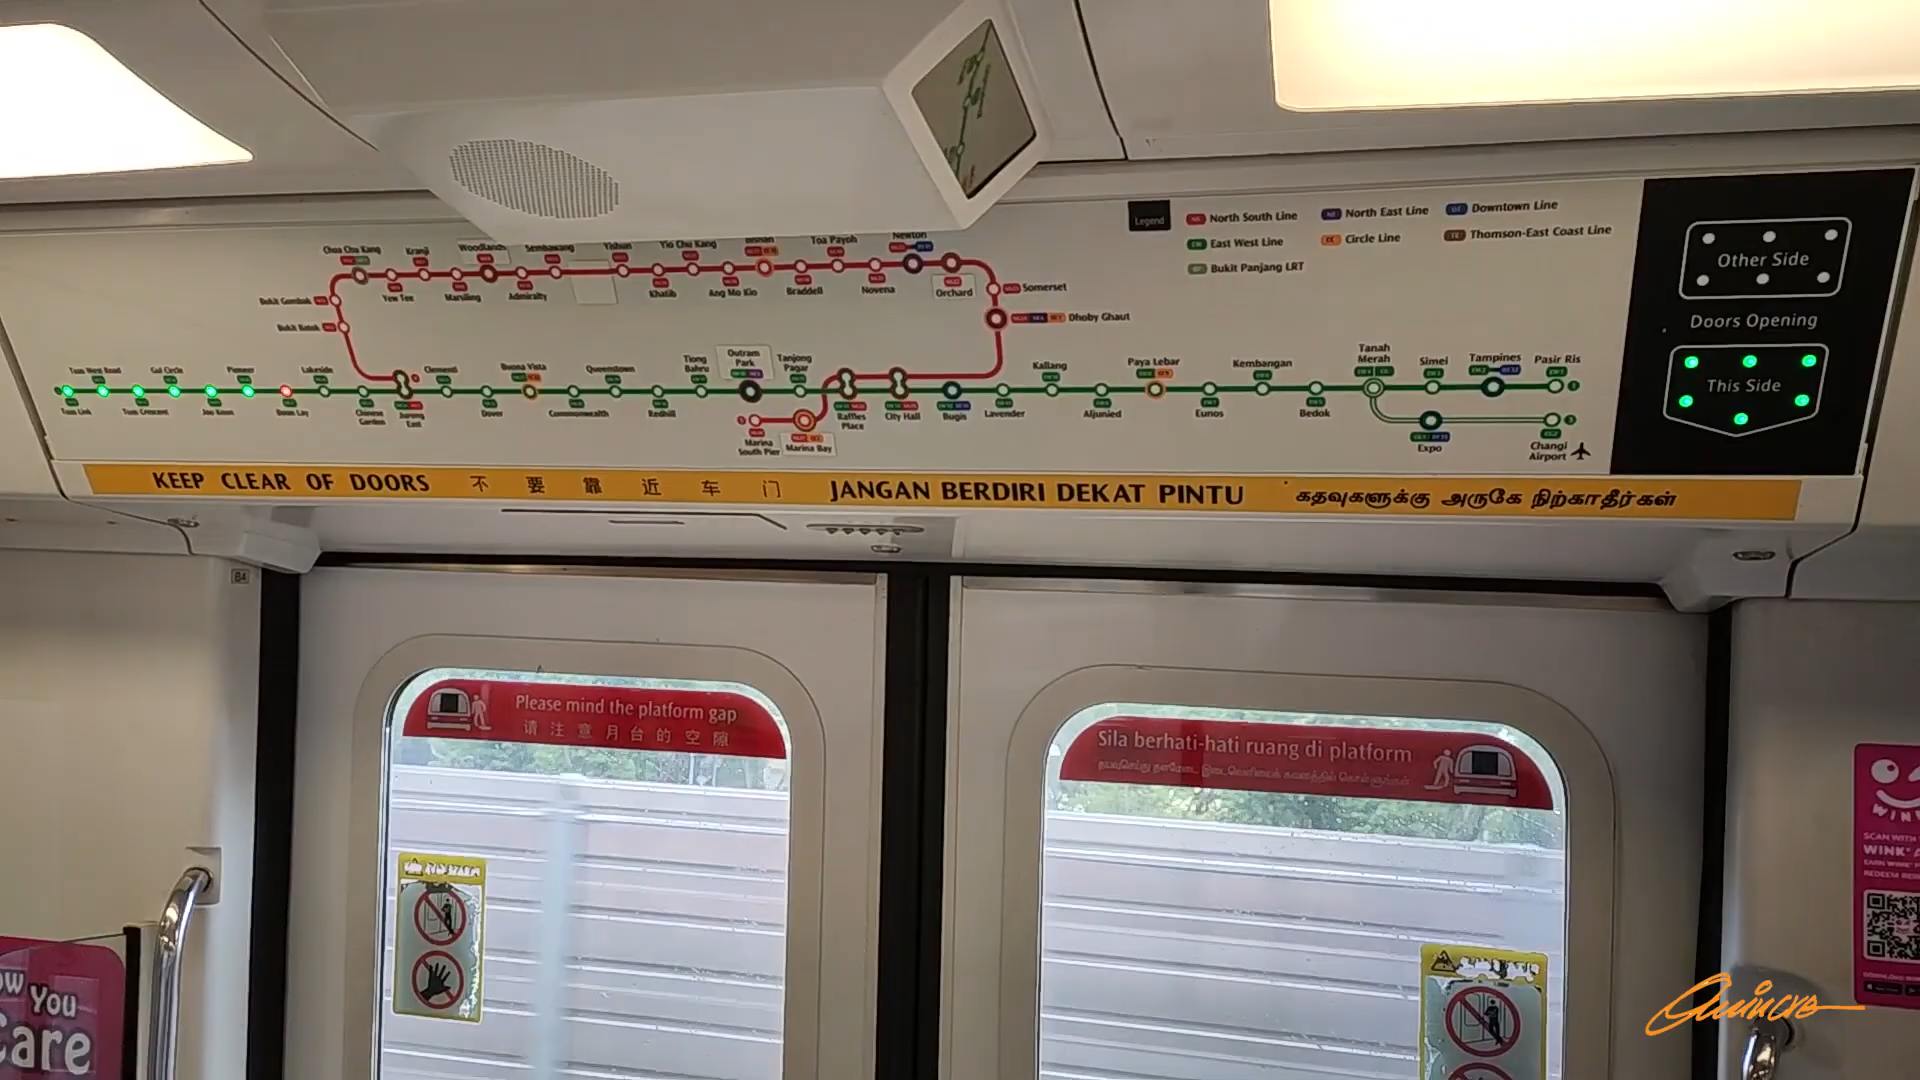 Choa Chu Kang
Kranji
Woodlands
Sembawang
Yishun
Yio Chu Kang
Bishan
Toa Payoh
Newton
Bukit Gombak
Bukit Batok
Yew Tee
Marsiling
Admiralty
Khatib
Ang Mo Kio
Braddell
Novena
Orchard
Somerset
Dhoby Ghaut
Legend
North South Line
North East Line
Downtown Line
East West Line
Circle Line
Thomson-East Coast Line
Bukit Panjang LRT
Tuas West Road
Gul Circle
Pioneer
Lakeside
Clementi
Buona Vista
Queenstown
Tiong
Bahru
Outram
Park
Tanjong
Pagar
Kallang
Paya Lebar
Kembangan
Tanah
Merah
Simei
Tampines
Pasir Ris
Tuas Link
Tuas Crescent
Joo Koon
Boon Lay
Chinese
Garden
Jurong
East
Dover
Commonwealth
Redhill
Raffles
Place
City Hall
Bugis
Lavender
Aljunied
Eunos
Bedok
Marina
South Pier
Marina Bay
Expo
Changi
Airport
Other Side
Doors Opening
This Side
KEEP CLEAR OF DOORS 不要靠近车门 JANGAN BERDIRI DEKAT PINTU கதவுகளுக்கு அருகே நிற்காதீர்கள்
B4
Please mind the platform gap
请注意月台的空隙
Sila berhati-hati ruang di platform
SCAN WITH
WINK+
You
Care
Quincye